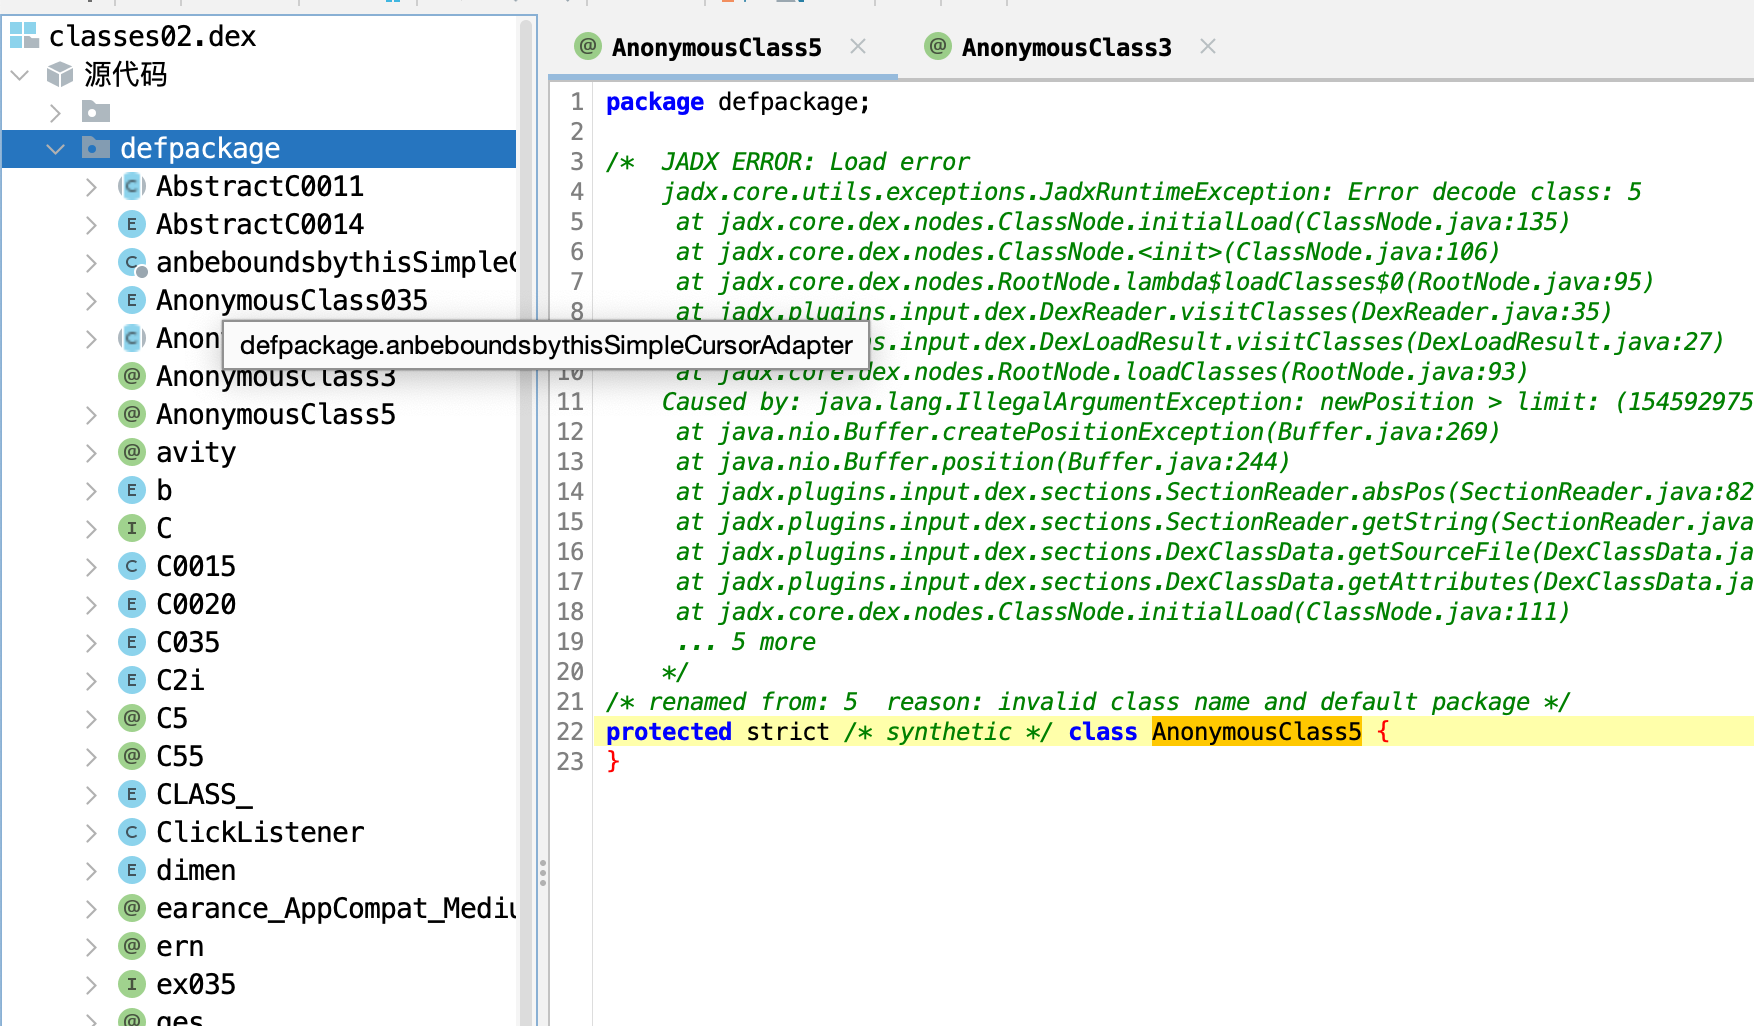 classes02.dex
源代码
defpackage
AbstractC0011
AbstractC0014
anbeboundsbythisSimpleC
AnonymousClass035
Anon
defpackage.anbeboundsbythisSimpleCursorAdapter
AnonymousClass3
AnonymousClass5
avity
b
C
C0015
C0020
C035
C2i
C5
C55
CLASS_
ClickListener
dimen
earance_AppCompat_Mediu
ern
ex035
ges
AnonymousClass5 AnonymousClass3
1 package defpackage;
2
3 /* JADX ERROR: Load error
4 jadx.core.utils.exceptions.JadxRuntimeException: Error decode class: 5
5 at jadx.core.dex.nodes.ClassNode.initialLoad(ClassNode.java:135)
6 at jadx.core.dex.nodes.ClassNode.<init>(ClassNode.java:106)
7 at jadx.core.dex.nodes.RootNode.lambda$loadClasses$0(RootNode.java:95)
8 at jadx.plugins.input.dex.DexReader.visitClasses(DexReader.java:35)
s.input.dex.DexLoadResult.visitClasses(DexLoadResult.java:27)
10 at jadx.core.dex.nodes.RootNode.loadClasses(RootNode.java:93)
11 Caused by: java.lang.IllegalArgumentException: newPosition > limit: (154592975
12 at java.nio.Buffer.createPositionException(Buffer.java:269)
13 at java.nio.Buffer.position(Buffer.java:244)
14 at jadx.plugins.input.dex.sections.SectionReader.absPos(SectionReader.java:82
15 at jadx.plugins.input.dex.sections.SectionReader.getString(SectionReader.java
16 at jadx.plugins.input.dex.sections.DexClassData.getSourceFile(DexClassData.ja
17 at jadx.plugins.input.dex.sections.DexClassData.getAttributes(DexClassData.ja
18 at jadx.core.dex.nodes.ClassNode.initialLoad(ClassNode.java:111)
19 ... 5 more
20 */
21 /* renamed from: 5 reason: invalid class name and default package */
22 protected strict /* synthetic */ class AnonymousClass5 {
23 }